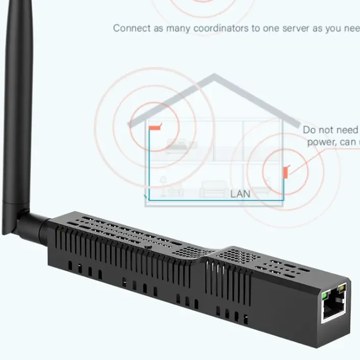 Connect as many coordinators to one server as you nee
Do not need
power, can
LAN